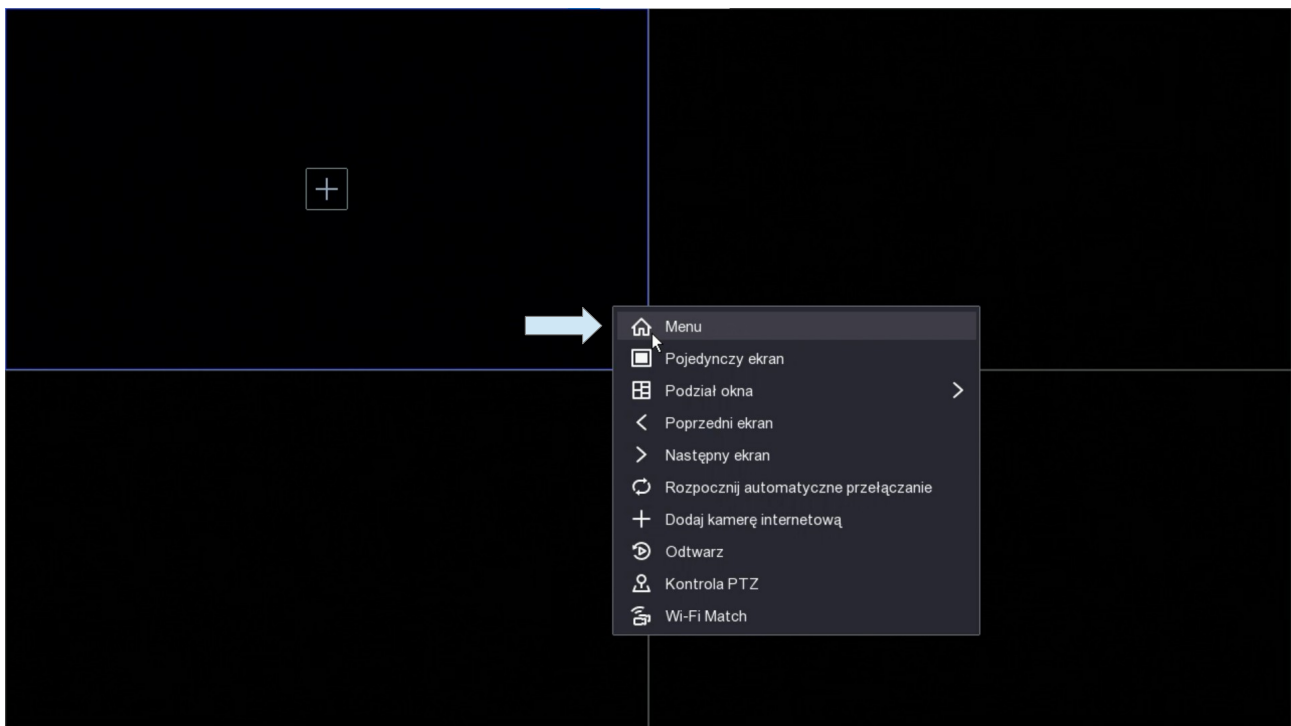 Menu
Pojedynczy ekran
Podział okna
Poprzedni ekran
Następny ekran
Rozpocznij automatyczne przełączanie
Dodaj kamerę internetową
Odtwarz
Kontrola PTZ
Wi-Fi Match